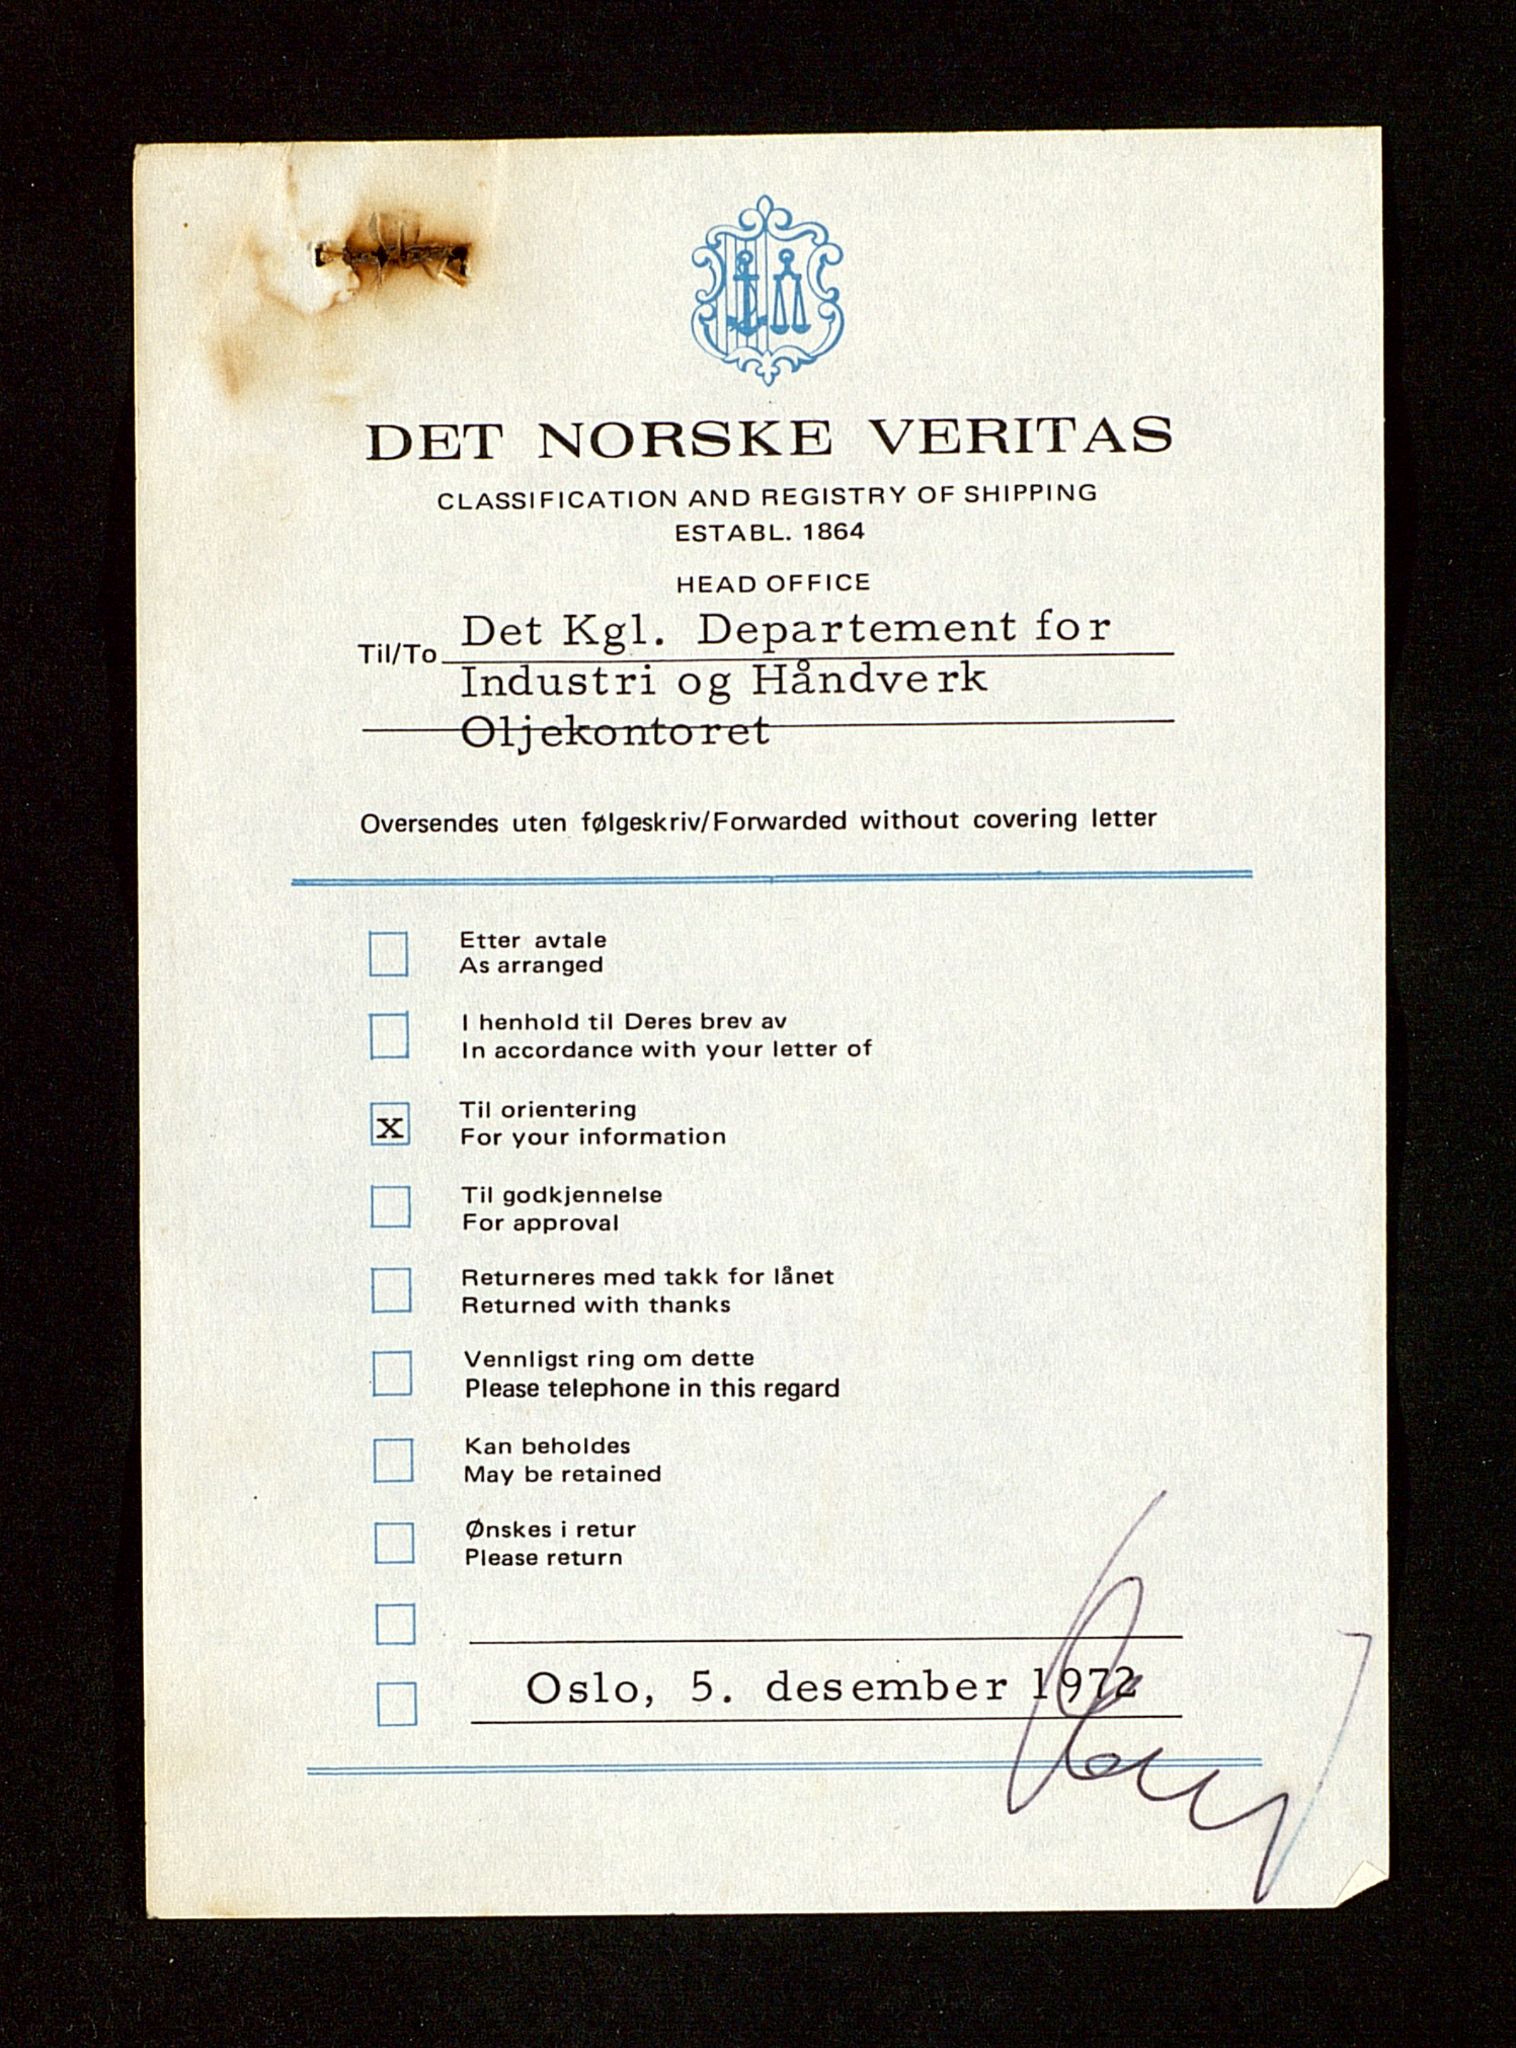 DET NORSKE VERITAS
CLASSIFICATION AND REGISTRY OF SHIPPING
ESTABL. 1864
HEAD OFFICE
Til/To Det Kgl. Departement for
Industri og Håndverk
Oljekontoret
Oversendes uten følgeskriv/Forwarded without covering letter
Etter avtale
As arranged
I henhold til Deres brev av
In accordance with your letter of
x Til orientering
For your information
Til godkjennelse
For approval
Returneres med takk for lånet
Returned with thanks
Vennligst ring om dette
Please telephone in this regard
Kan beholdes
May be retained
Ønskes i retur
Please return
Oslo, 5. desember 1972